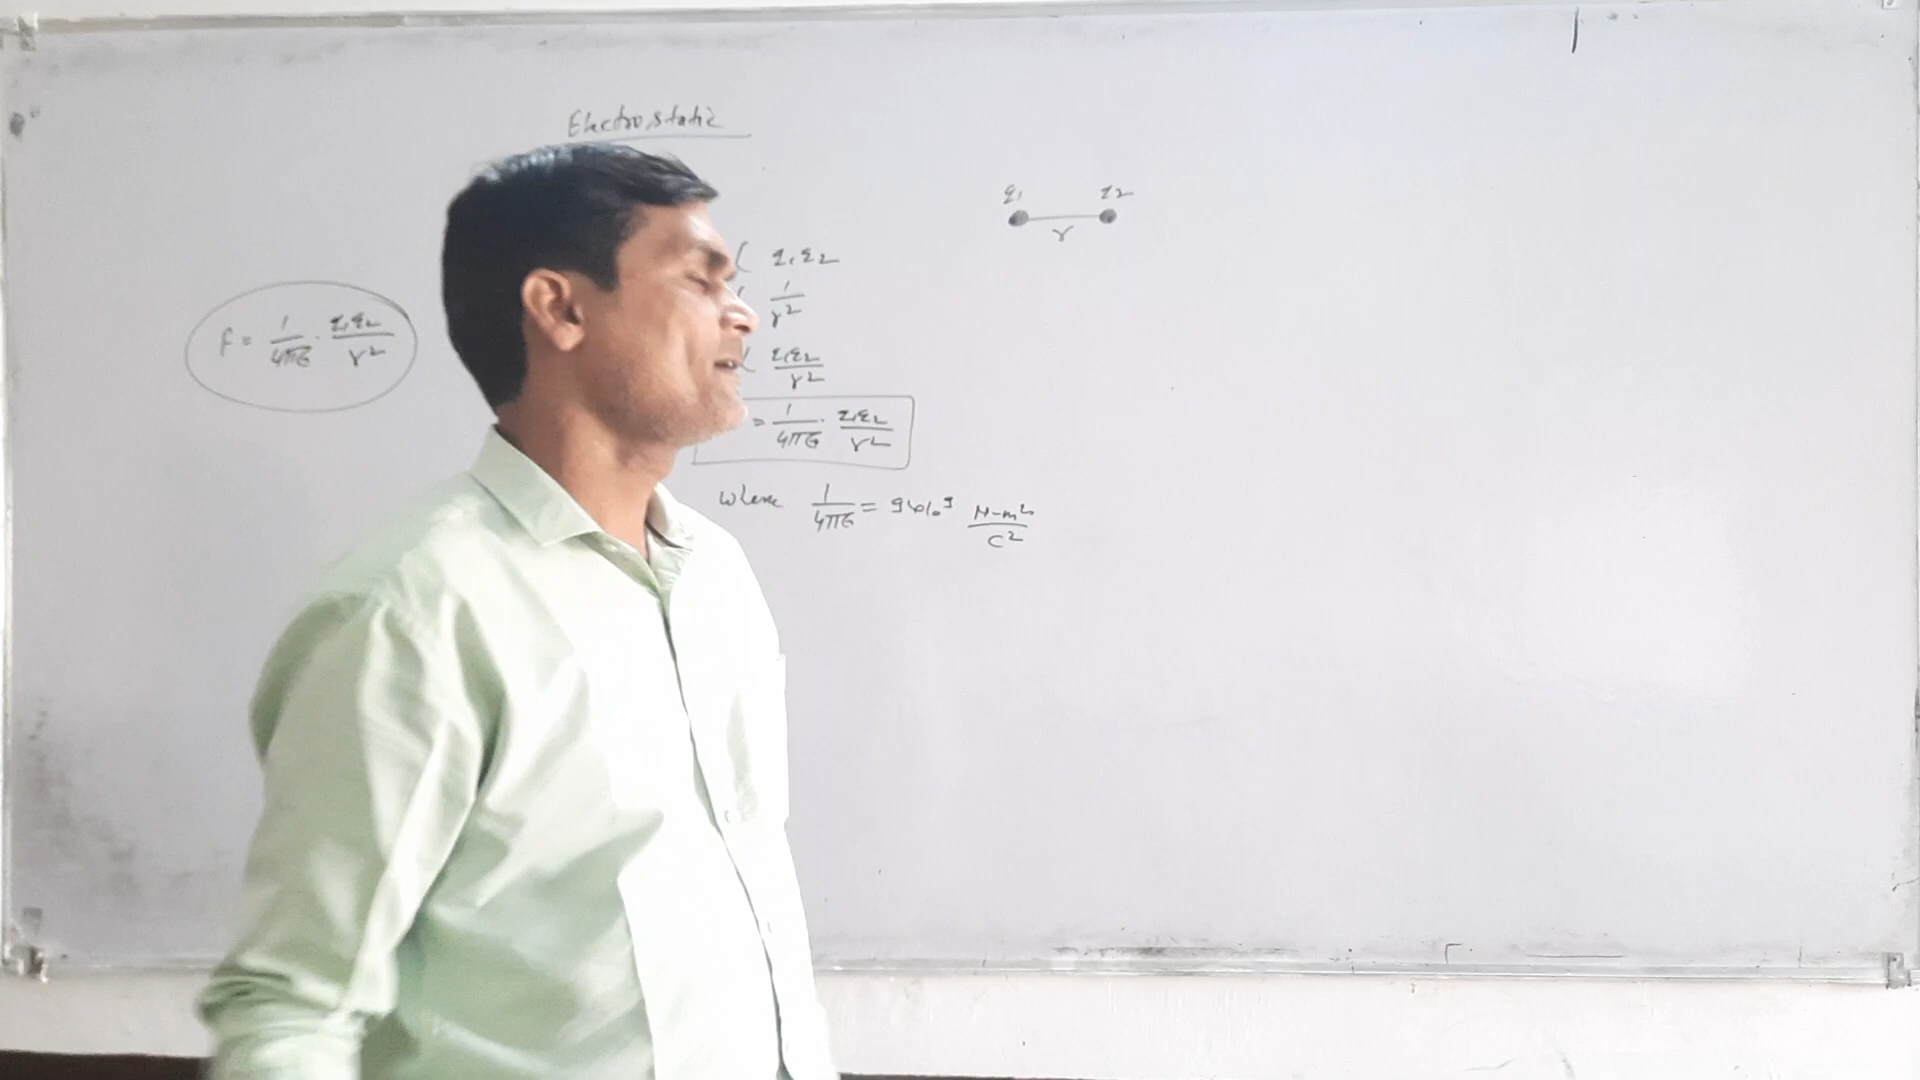 Electrostatic
q₁ q₂
r
F = 1/4πϵ · q₁q₂/r²
q₁q₂
1/r²
q₁q₂/r²
= 1/4πϵ · q₁q₂/r²
where 1/4πϵ = 9×10⁹ N-m²/C²